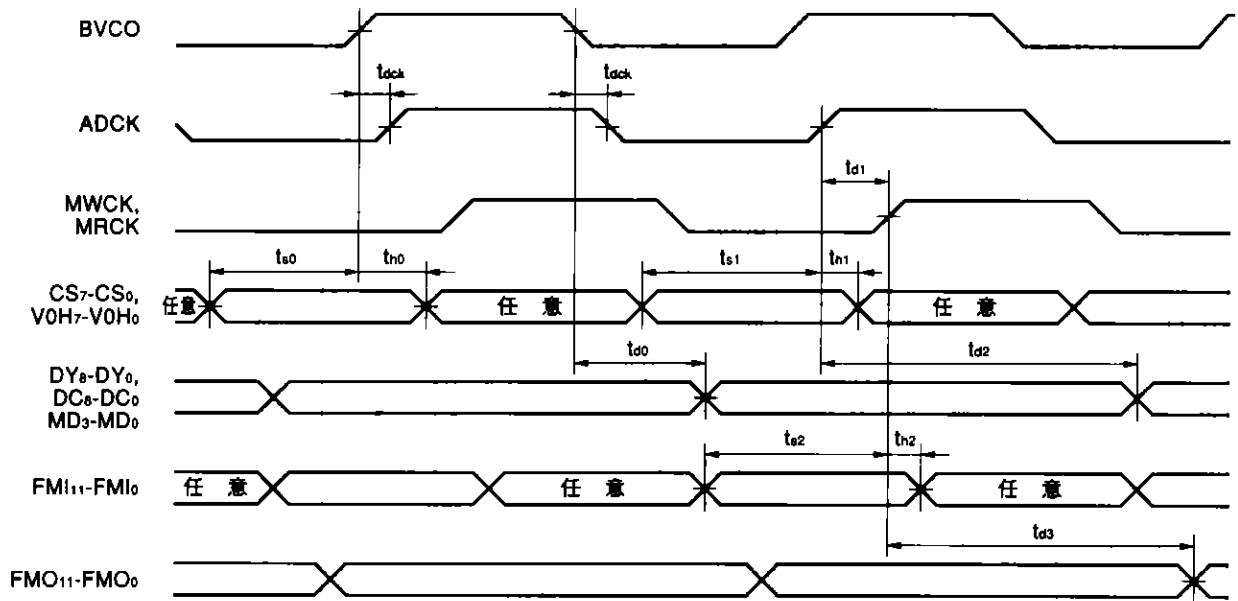 BVCO
tdck
tdck
ADCK
td1
MWCK,
MRCK
ts0
th0
ts1
th1
CS7-CS0,
V0H7-V0H0
任意
任 意
任 意
td0
td2
DY8-DY0,
DC8-DC0
MD3-MD0
ts2
th2
FMI11-FMI0
任 意
任 意
任 意
td3
FMO11-FMO0